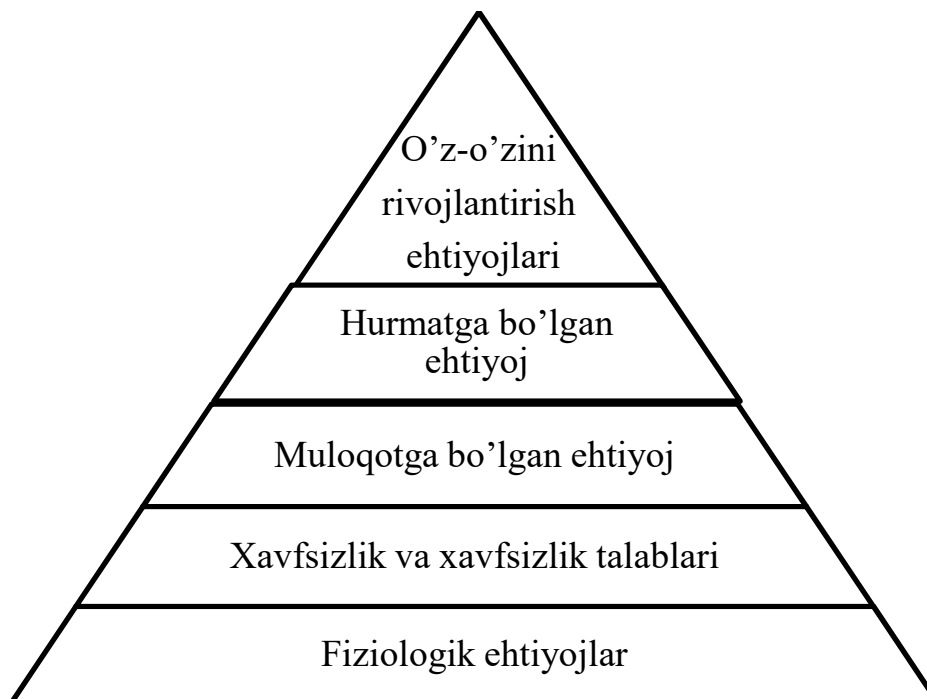 O’z-o’zini
rivojlantirish
ehtiyojlari
Hurmatga bo’lgan
ehtiyoj
Muloqotga bo’lgan ehtiyoj
Xavfsizlik va xavfsizlik talablari
Fiziologik ehtiyojlar